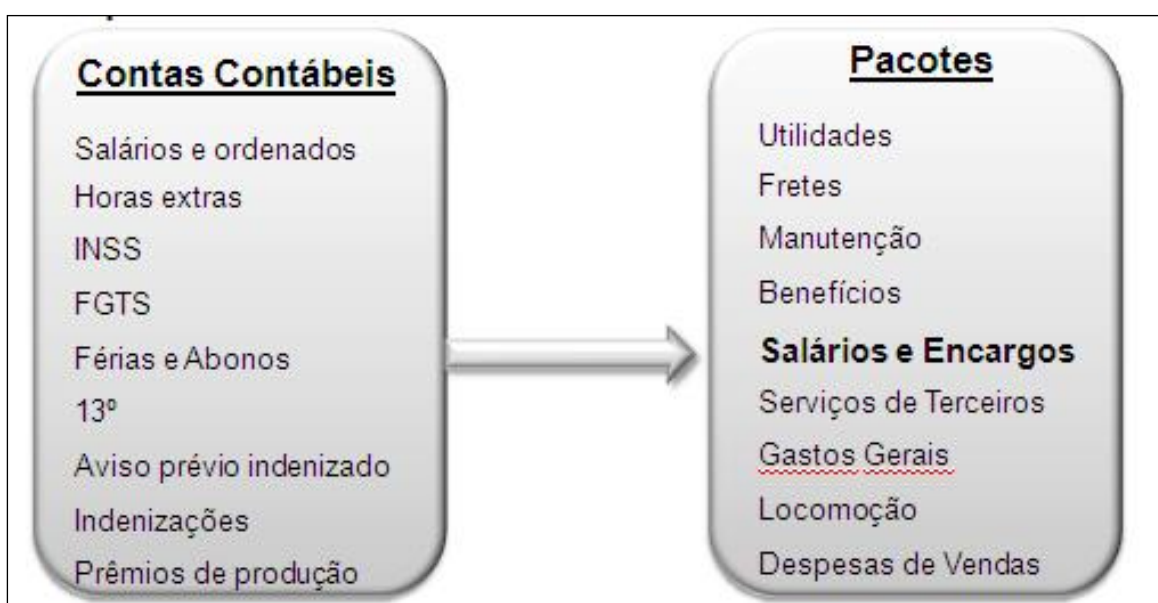 Contas Contábeis
Salários e ordenados
Horas extras
INSS
FGTS
Férias e Abonos
13º
Aviso prévio indenizado
Indenizações
Prêmios de produção
Pacotes
Utilidades
Fretes
Manutenção
Benefícios
Salários e Encargos
Serviços de Terceiros
Gastos Gerais
Locomoção
Despesas de Vendas